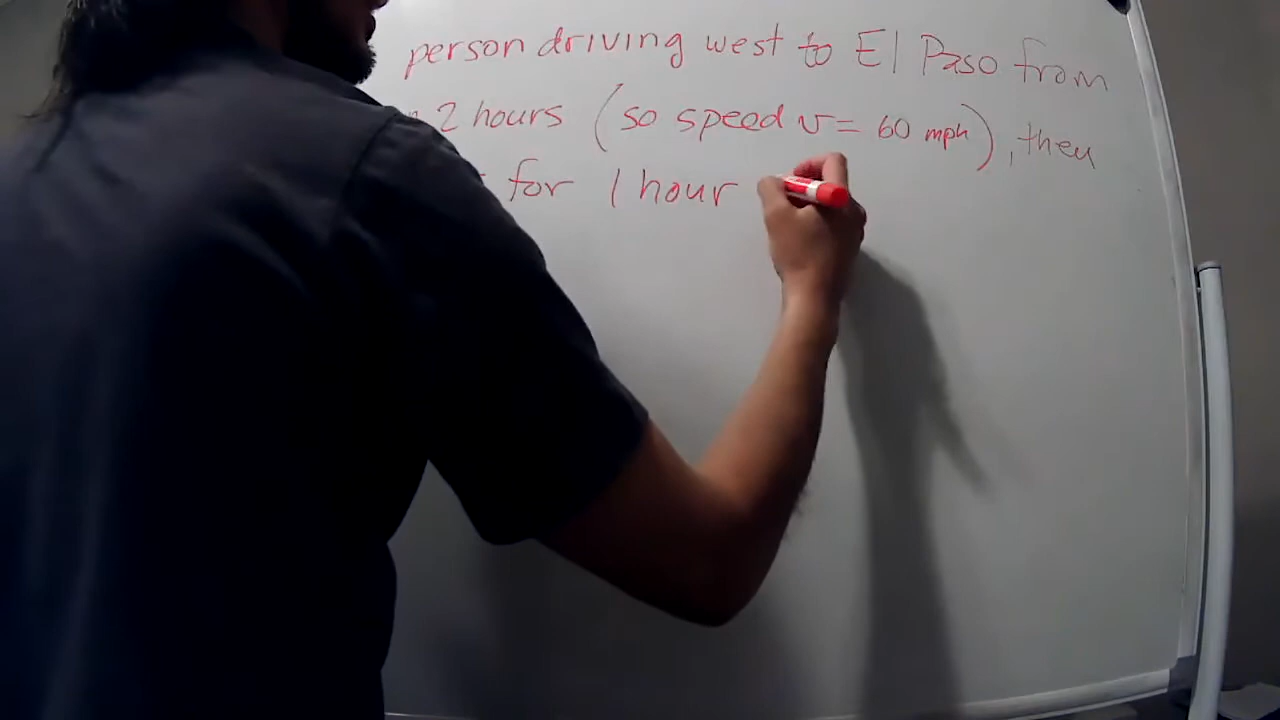 person driving west to El Paso from
2 hours (so speed v = 60 mph), then
for 1 hour